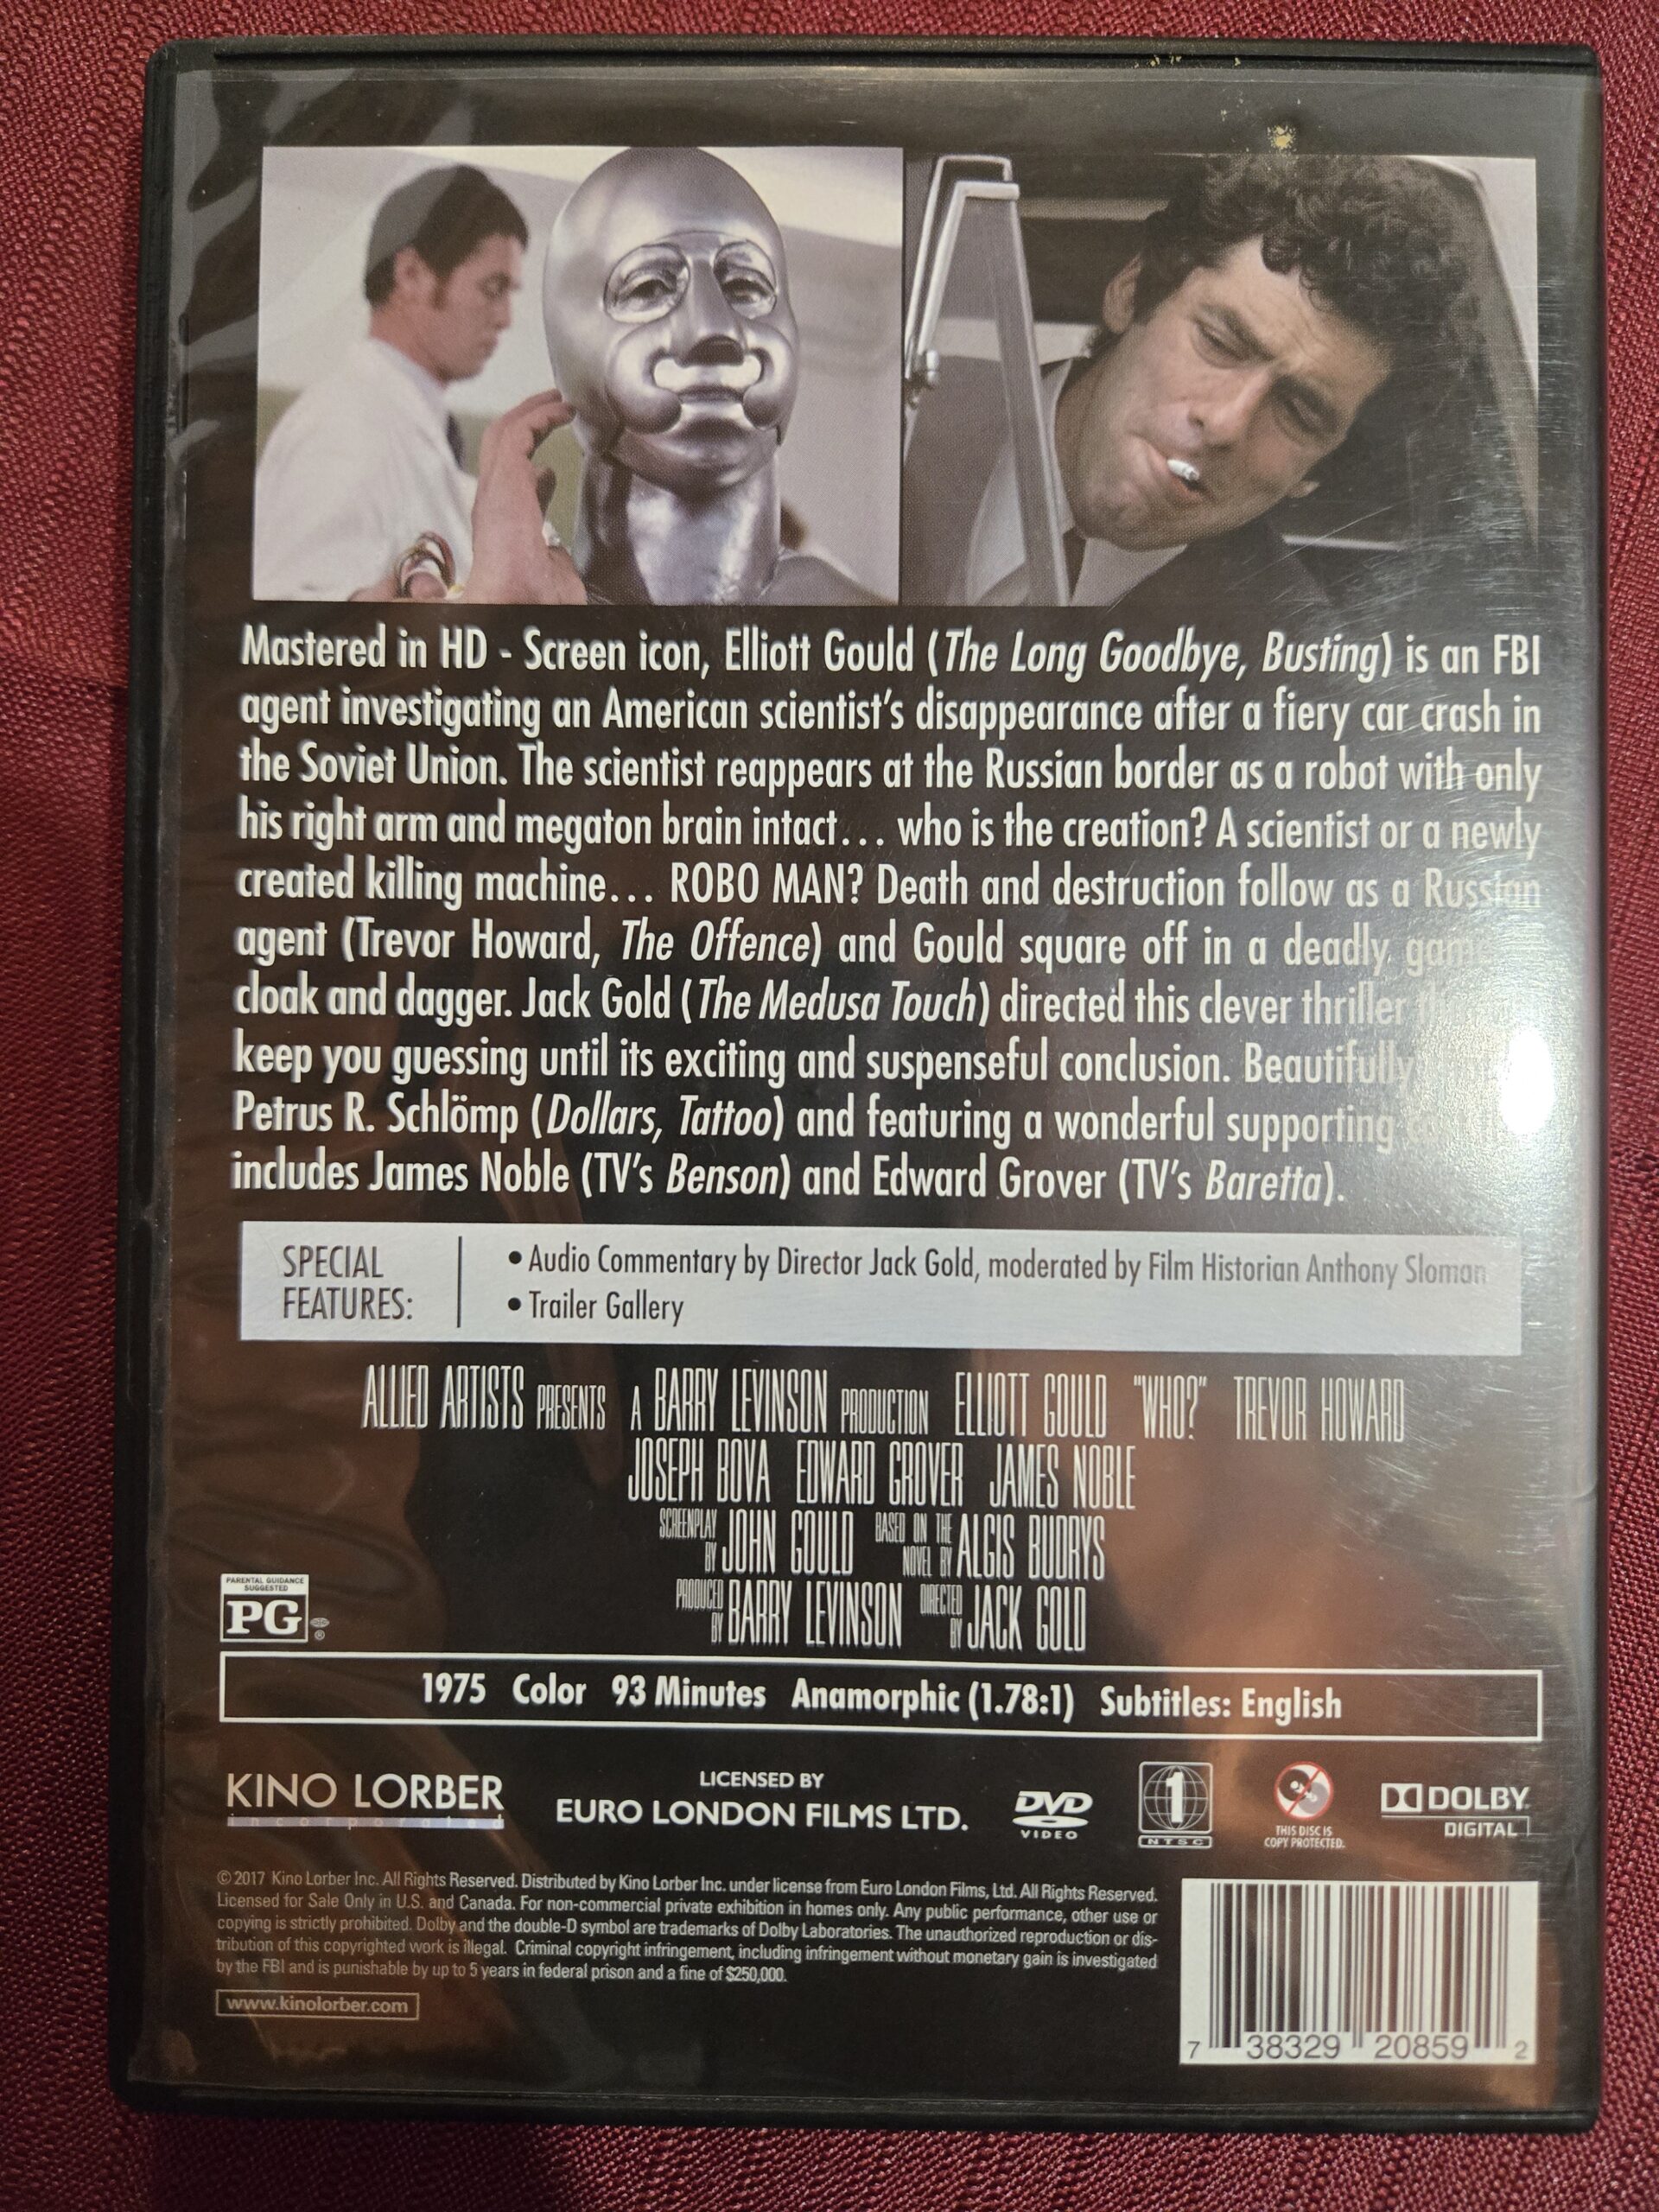 Mastered in HD - Screen icon, Elliott Gould (The Long Goodbye, Busting) is an FBI
agent investigating an American scientist's disappearance after a fiery car crash in
the Soviet Union. The scientist reappears at the Russian border as a robot with only
his right arm and megaton brain intact... who is the creation? A scientist or a newly
created killing machine... ROBO MAN? Death and destruction follow as a Russian
agent (Trevor Howard, The Offence) and Gould square off in a deadly game
cloak and dagger. Jack Gold (The Medusa Touch) directed this clever thriller
keep you guessing until its exciting and suspenseful conclusion. Beautifully
Petrus R. Schlömp (Dollars, Tattoo) and featuring a wonderful supporting
includes James Noble (TV's Benson) and Edward Grover (TV's Baretta).
SPECIAL FEATURES:
• Audio Commentary by Director Jack Gold, moderated by Film Historian Anthony Sloman
• Trailer Gallery
ALLIED ARTISTS PRESENTS A BARRY LEVINSON PRODUCTION ELLIOTT GOULD "WHO?" TREVOR HOWARD
JOSEPH BOVA EDWARD GROVER JAMES NOBLE
SCREENPLAY BY JOHN GOULD BASED ON THE NOVEL BY ALGIS BUDRYS
PRODUCED BY BARRY LEVINSON DIRECTED BY JACK GOLD
PARENTAL GUIDANCE SUGGESTED
PG ®
1975 Color 93 Minutes Anamorphic (1.78:1) Subtitles: English
KINO LORBER
incorporated
LICENSED BY
EURO LONDON FILMS LTD.
DVD
VIDEO
1
NTSC
THIS DISC IS
COPY PROTECTED.
DOLBY
DIGITAL
© 2017 Kino Lorber Inc. All Rights Reserved. Distributed by Kino Lorber Inc. under license from Euro London Films, Ltd. All Rights Reserved.
Licensed for Sale Only in U.S. and Canada. For non-commercial private exhibition in homes only. Any public performance, other use or
copying is strictly prohibited. Dolby and the double-D symbol are trademarks of Dolby Laboratories. The unauthorized reproduction or dis-
tribution of this copyrighted work is illegal. Criminal copyright infringement, including infringement without monetary gain is investigated
by the FBI and is punishable by up to 5 years in federal prison and a fine of $250,000.
www.kinolorber.com
7 38329 20859 2